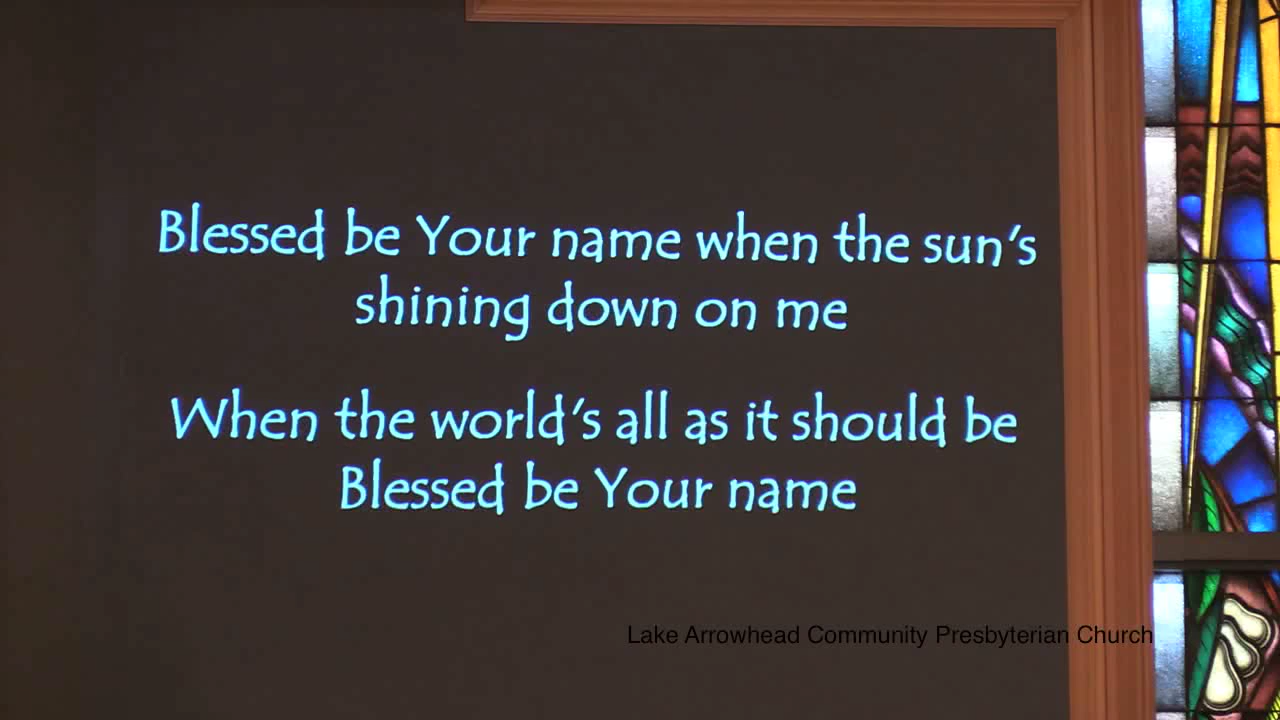 Blessed be Your name when the sun's
shining down on me
When the world's all as it should be
Blessed be Your name
Lake Arrowhead Community Presbyterian Church